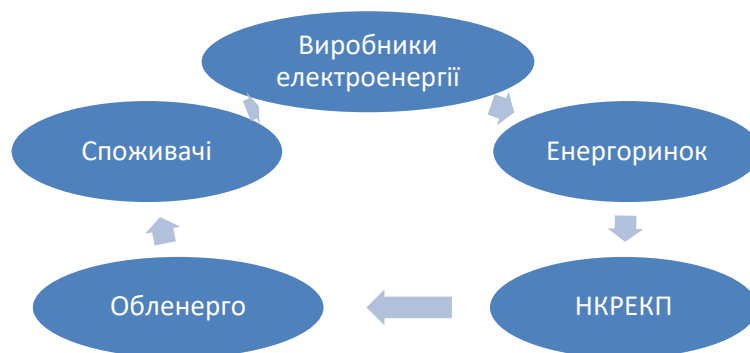 Виробники
електроенергії
Споживачі
Енергоринок
Обленерго
НКРЕКП